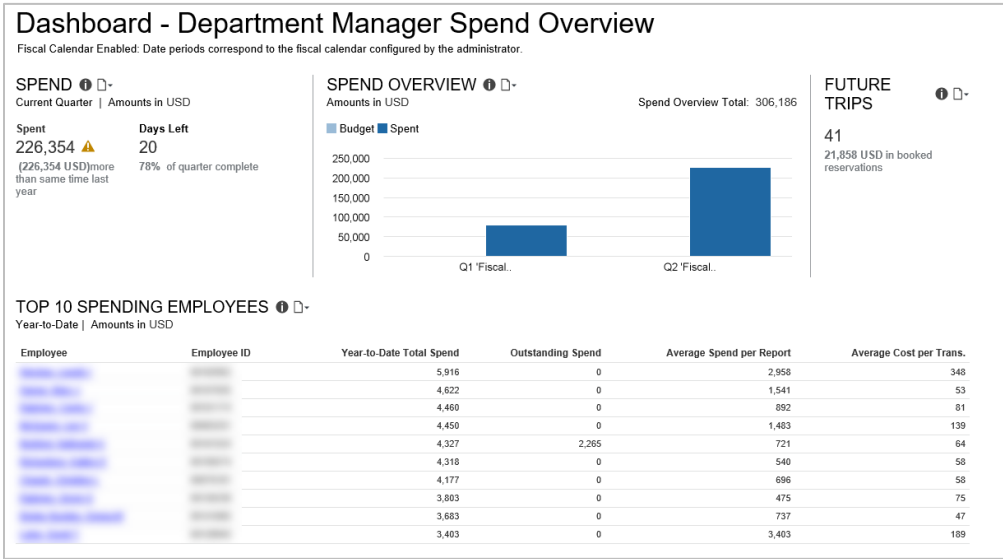 Dashboard - Department Manager Spend Overview
Fiscal Calendar Enabled: Date periods correspond to the fiscal calendar configured by the administrator.
SPEND
Current Quarter | Amounts in USD
Spent Days Left
226,354 20
(226,354 USD)more 78% of quarter complete
than same time last
year
SPEND OVERVIEW
Amounts in USD Spend Overview Total: 306,186
Budget Spent
250,000
200,000
150,000
100,000
50,000
0
Q1 'Fiscal.. Q2 'Fiscal..
FUTURE
TRIPS
41
21,858 USD in booked
reservations
TOP 10 SPENDING EMPLOYEES
Year-to-Date | Amounts in USD
Employee Employee ID Year-to-Date Total Spend Outstanding Spend Average Spend per Report Average Cost per Trans.
5,916 0 2,958 348
4,622 0 1,541 53
4,460 0 892 81
4,450 0 1,483 139
4,327 2,265 721 64
4,318 0 540 58
4,177 0 696 58
3,803 0 475 75
3,683 0 737 47
3,403 0 3,403 189